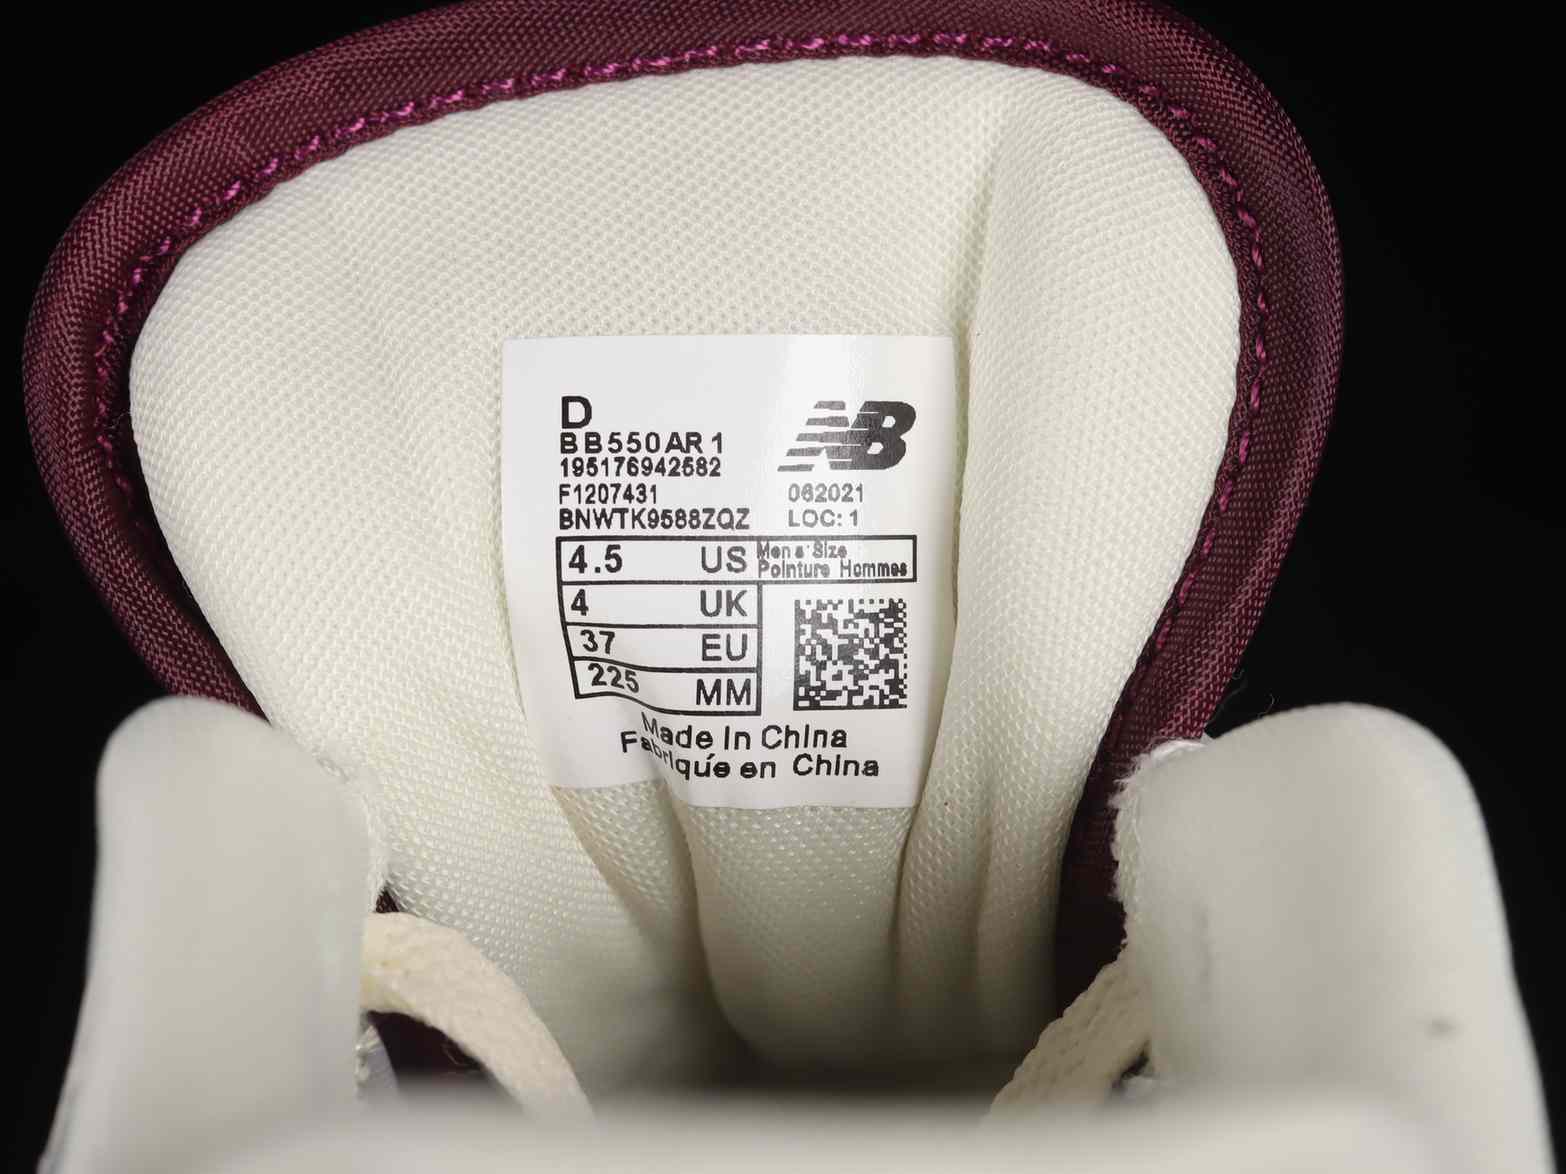 D
NB
BB550AR1
195176942582
F1207431 062021
BNWTK9588ZQZ LOC: 1
4.5 US Men's Size
Pointure Hommes
4 UK
37 EU
225 MM
Made in China
Fabriqúe en China